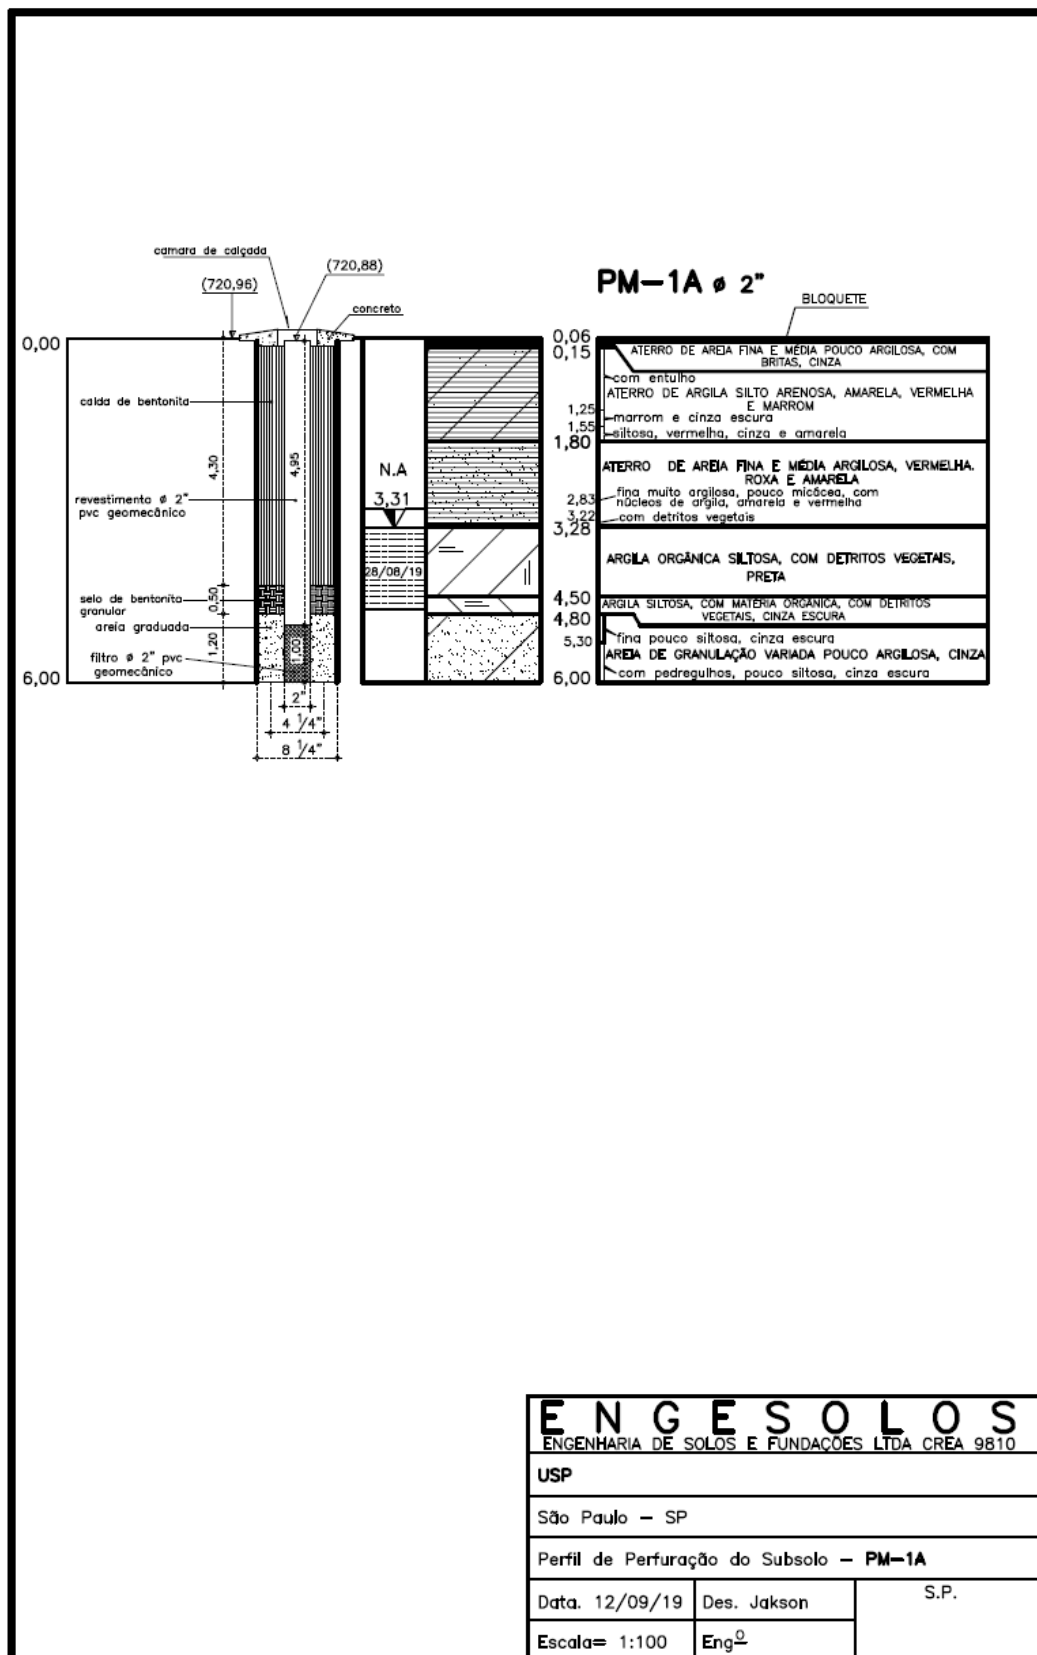 camara de calçada
(720,96)
(720,88)
concreto
PM-1A ø 2"
BLOQUETE
0,00
calda de bentonita
4,30
4,95
revestimento ø 2"
pvc geomecânico
selo de bentonita
granular
0,50
areia graduada
1,20
1,00
filtro ø 2" pvc
geomecânico
6,00
2"
4 1/4"
8 1/4"
N.A
3,31
28/08/19
0,06
0,15
ATERRO DE AREIA FINA E MÉDIA POUCO ARGILOSA, COM
BRITAS, CINZA
com entulho
ATERRO DE ARGILA SILTO ARENOSA, AMARELA, VERMELHA
E MARROM
1,25
marrom e cinza escura
1,55
siltosa, vermelha, cinza e amarela
1,80
ATERRO DE AREIA FINA E MÉDIA ARGILOSA, VERMELHA.
ROXA E AMARELA
2,83
fina muito argilosa, pouco micácea, com
núcleos de argila, amarela e vermelha
3,22
com detritos vegetais
3,28
ARGILA ORGÂNICA SILTOSA, COM DETRITOS VEGETAIS,
PRETA
4,50
ARGILA SILTOSA, COM MATÉRIA ORGÂNICA, COM DETRITOS
VEGETAIS, CINZA ESCURA
4,80
fina pouco siltosa, cinza escura
5,30
AREIA DE GRANULAÇÃO VARIADA POUCO ARGILOSA, CINZA
com pedregulhos, pouco siltosa, cinza escura
6,00
ENGESOLOS
ENGENHARIA DE SOLOS E FUNDAÇÕES LTDA CREA 9810
USP
São Paulo - SP
Perfil de Perfuração do Subsolo - PM-1A
Data. 12/09/19
Des. Jakson
S.P.
Escala= 1:100
Engº